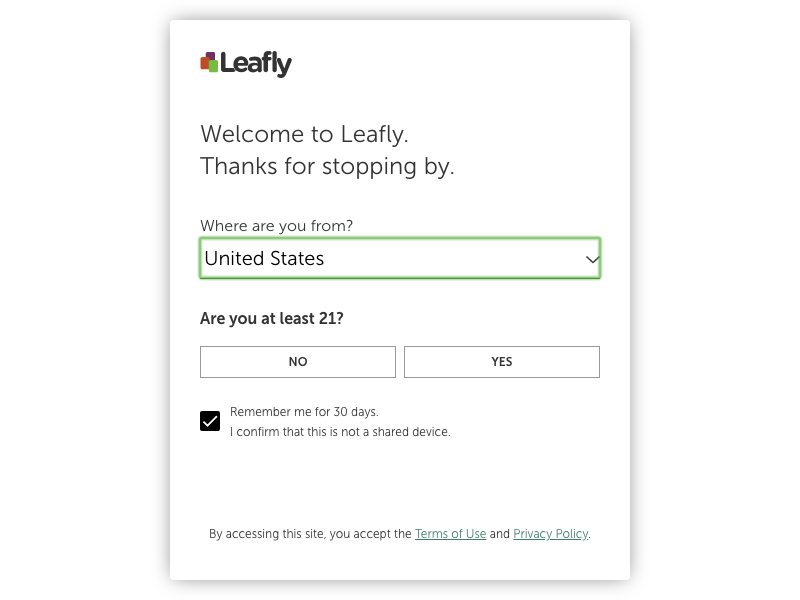 Leafly
Welcome to Leafly.
Thanks for stopping by.
Where are you from?
United States
Are you at least 21?
NO
YES
Remember me for 30 days.
I confirm that this is not a shared device.
By accessing this site, you accept the Terms of Use and Privacy Policy.